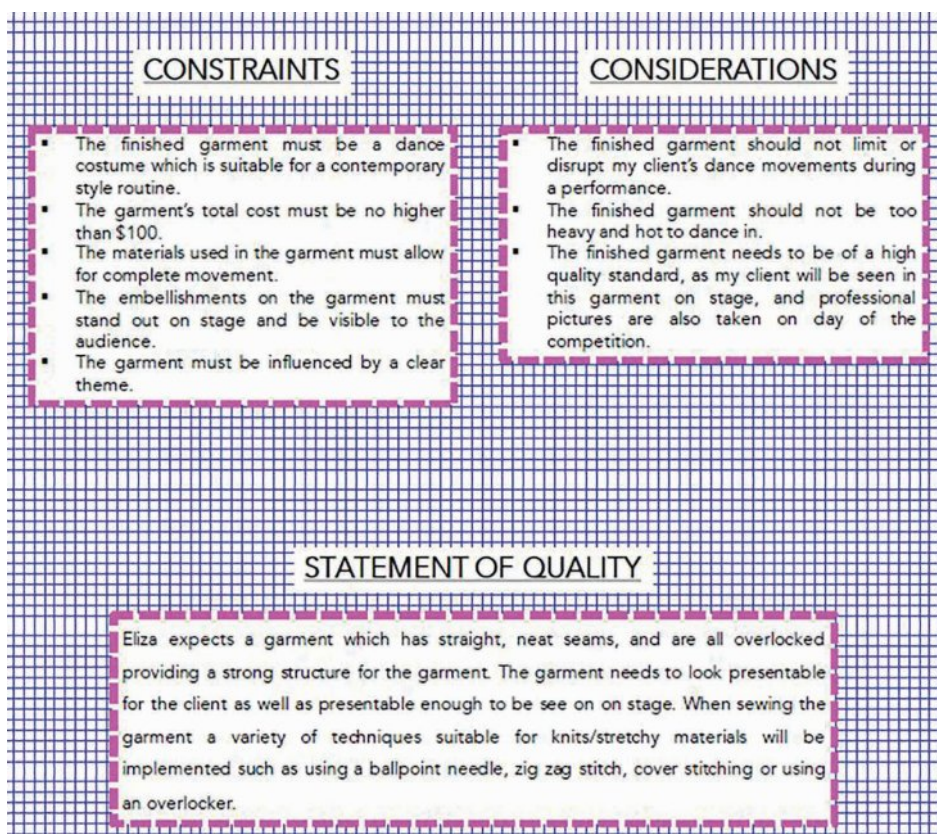 CONSTRAINTS
▪ The finished garment must be a dance
costume which is suitable for a contemporary
style routine.
▪ The garment's total cost must be no higher
than $100.
▪ The materials used in the garment must allow
for complete movement.
▪ The embellishments on the garment must
stand out on stage and be visible to the
audience.
▪ The garment must be influenced by a clear
theme.
CONSIDERATIONS
▪ The finished garment should not limit or
disrupt my client's dance movements during
a performance.
▪ The finished garment should not be too
heavy and hot to dance in.
▪ The finished garment needs to be of a high
quality standard, as my client will be seen in
this garment on stage, and professional
pictures are also taken on day of the
competition.
STATEMENT OF QUALITY
Eliza expects a garment which has straight, neat seams, and are all overlocked
providing a strong structure for the garment. The garment needs to look presentable
for the client as well as presentable enough to be see on on stage. When sewing the
garment a variety of techniques suitable for knits/stretchy materials will be
implemented such as using a ballpoint needle, zig zag stitch, cover stitching or using
an overlocker.